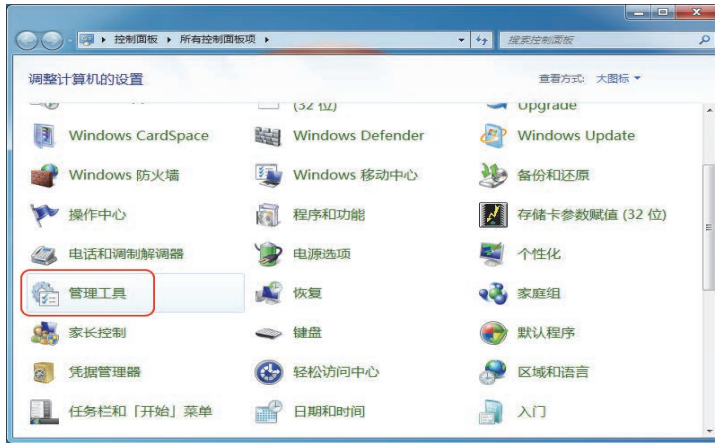 控制面板 ▸ 所有控制面板项 ▸
搜索控制面板
调整计算机的设置
查看方式: 大图标
(32 位)
Upgrade
Windows CardSpace
Windows Defender
Windows Update
Windows 防火墙
Windows 移动中心
备份和还原
操作中心
程序和功能
存储卡参数赋值 (32 位)
电话和调制解调器
电源选项
个性化
管理工具
恢复
家庭组
家长控制
键盘
默认程序
凭据管理器
轻松访问中心
区域和语言
任务栏和「开始」菜单
日期和时间
入门